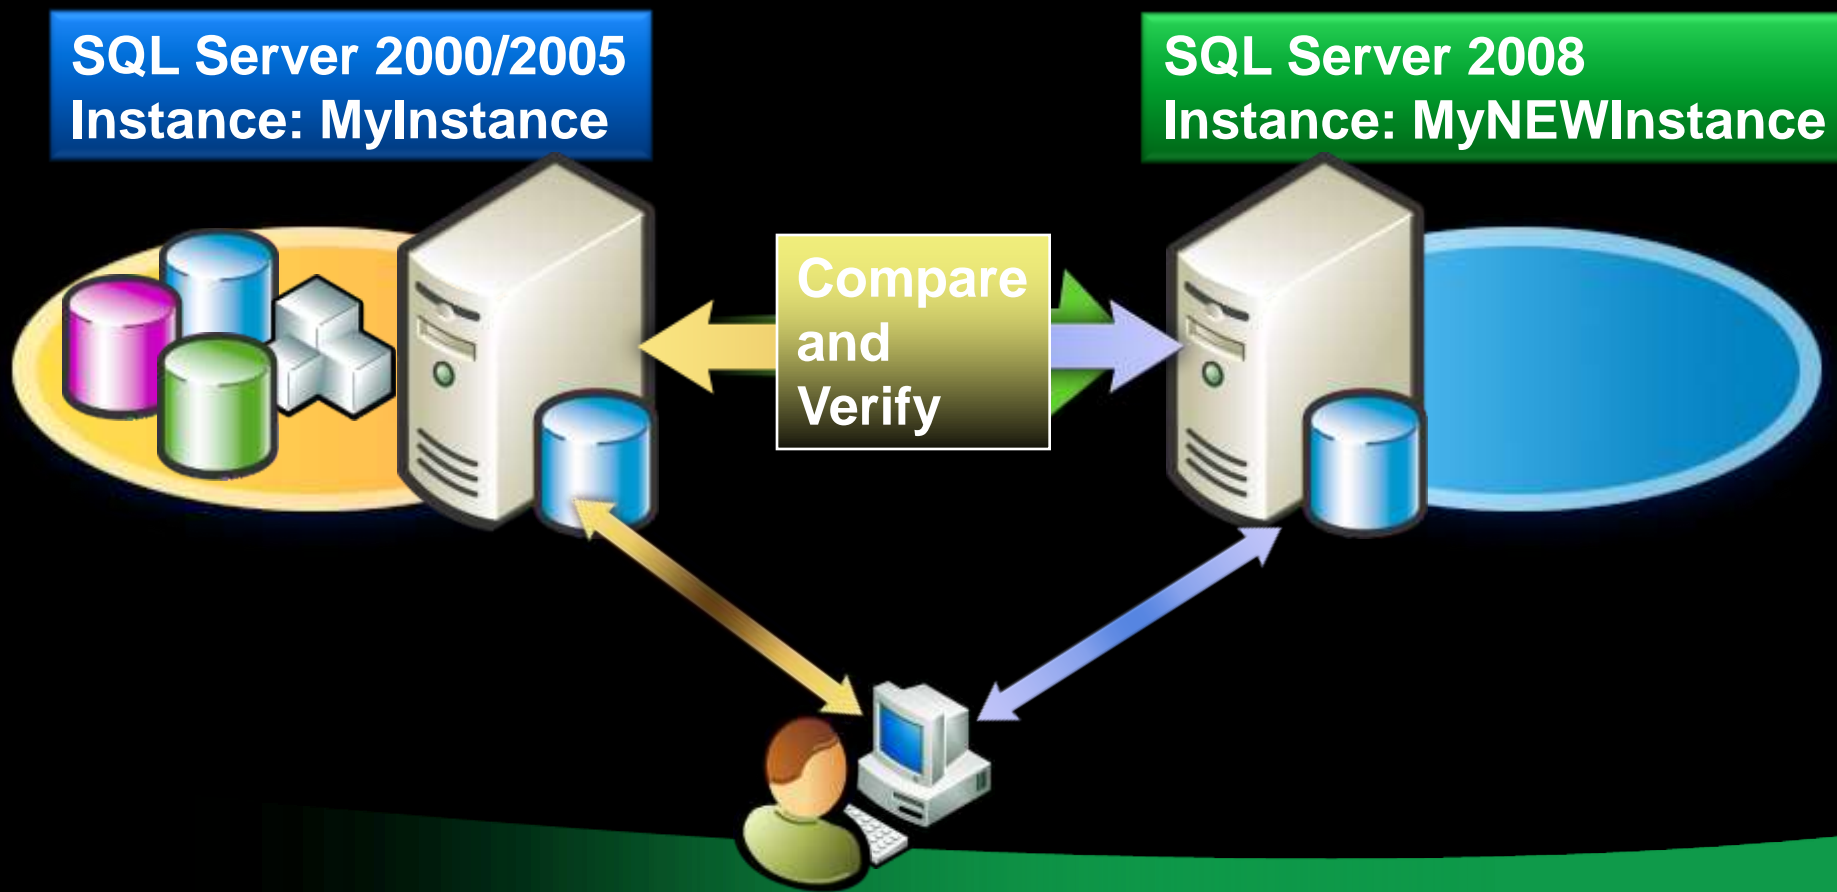 SQL Server 2000/2005
Instance: MyInstance
SQL Server 2008
Instance: MyNEWInstance
Compare
and
Verify